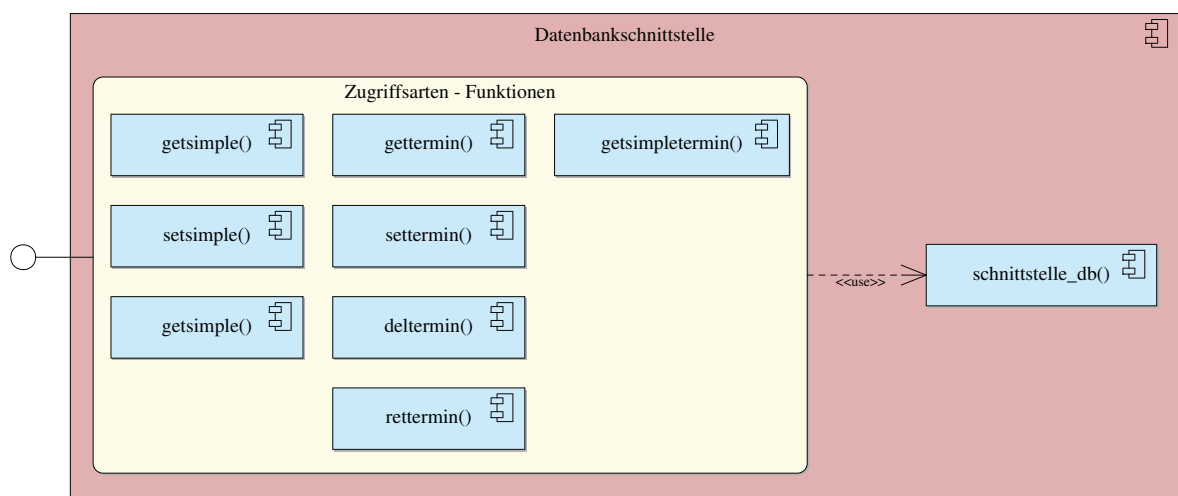 Datenbankschnittstelle
Zugriffsarten - Funktionen
getsimple()
gettermin()
getsimpletermin()
setsimple()
settermin()
<<use>>
schnittstelle_db()
getsimple()
deltermin()
rettermin()